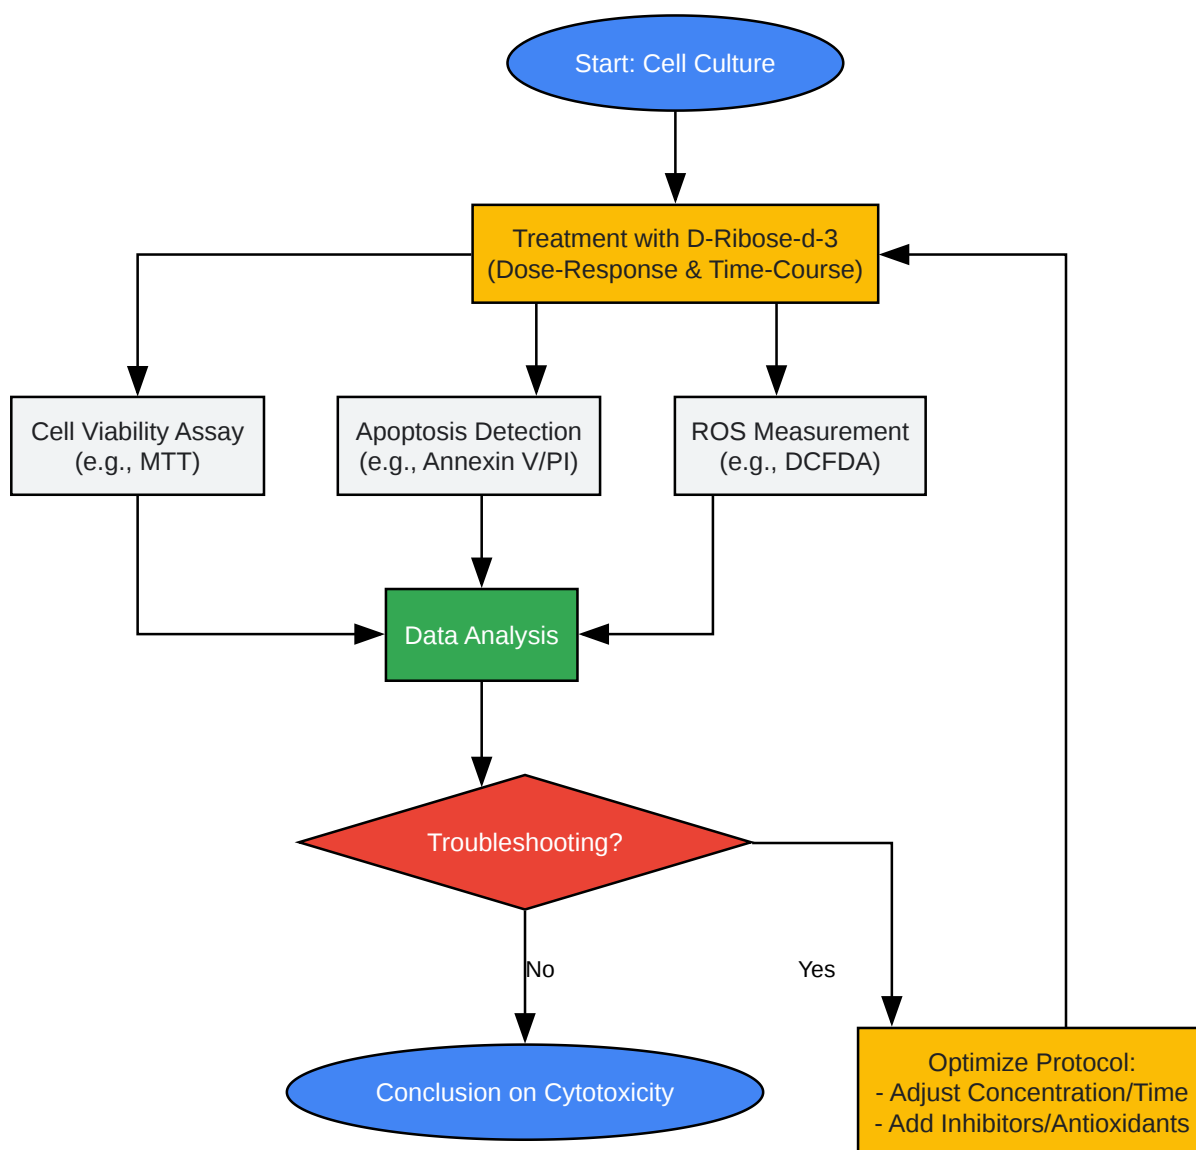 Start: Cell Culture
Treatment with D-Ribose-d-3
(Dose-Response & Time-Course)
Cell Viability Assay
(e.g., MTT)
Apoptosis Detection
(e.g., Annexin V/PI)
ROS Measurement
(e.g., DCFDA)
Data Analysis
Troubleshooting?
No
Yes
Conclusion on Cytotoxicity
Optimize Protocol:
- Adjust Concentration/Time
- Add Inhibitors/Antioxidants